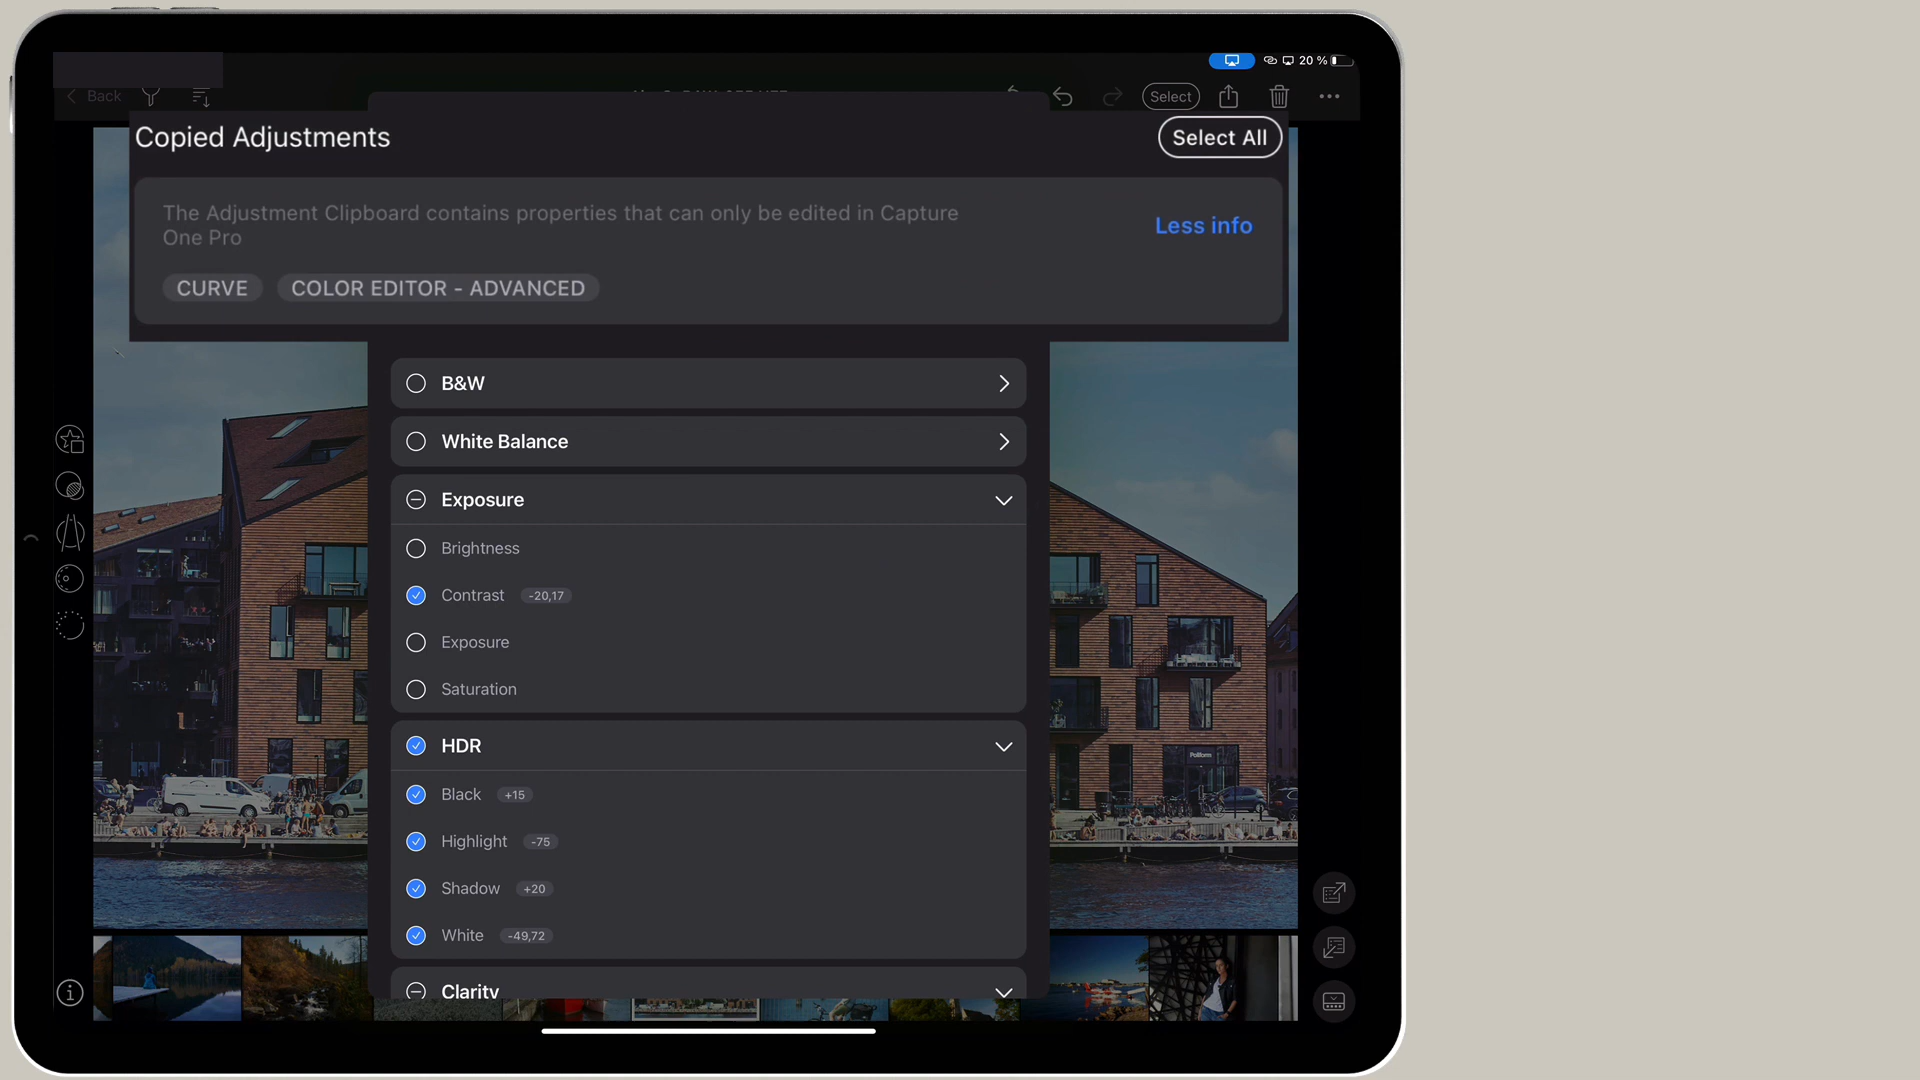 20 %
Back
Select
Copied Adjustments
Select All
The Adjustment Clipboard contains properties that can only be edited in Capture
One Pro
Less info
CURVE
COLOR EDITOR - ADVANCED
B&W
White Balance
Exposure
Brightness
Contrast -20,17
Exposure
Saturation
HDR
Black +15
Highlight -75
Shadow +20
White -49,72
Clarity
Poliform